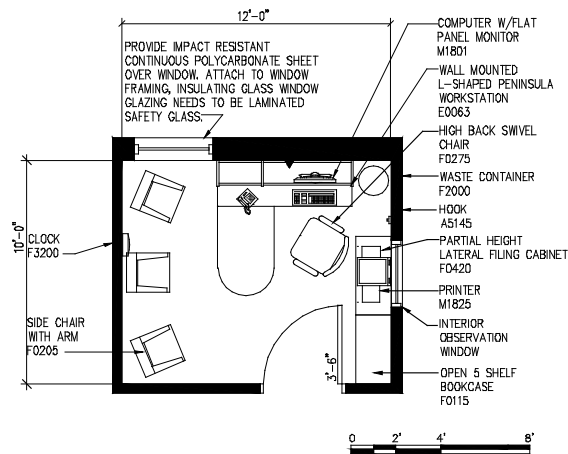 12'-0"
PROVIDE IMPACT RESISTANT
CONTINUOUS POLYCARBONATE SHEET
OVER WINDOW. ATTACH TO WINDOW
FRAMING, INSULATING GLASS WINDOW
GLAZING NEEDS TO BE LAMINATED
SAFETY GLASS.
COMPUTER W/FLAT
PANEL MONITOR
M1801
WALL MOUNTED
L-SHAPED PENINSULA
WORKSTATION
E0063
HIGH BACK SWIVEL
CHAIR
F0275
WASTE CONTAINER
F2000
HOOK
A5145
PARTIAL HEIGHT
LATERAL FILING CABINET
F0420
PRINTER
M1825
INTERIOR
OBSERVATION
WINDOW
OPEN 5 SHELF
BOOKCASE
F0115
10'-0"
CLOCK
F3200
SIDE CHAIR
WITH ARM
F0205
3'-6"
0 2' 4' 8'